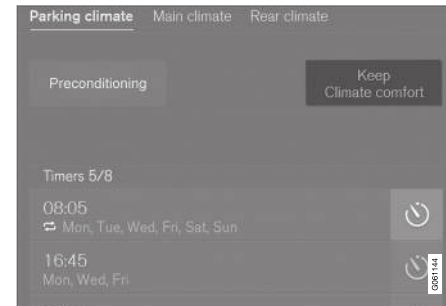 Parking climate Main climate Rear climate
Preconditioning
Keep
Climate comfort
Timers 5/8
08:05
Mon, Tue, Wed, Fri, Sat, Sun
16:45
Mon, Wed, Fri
G061144